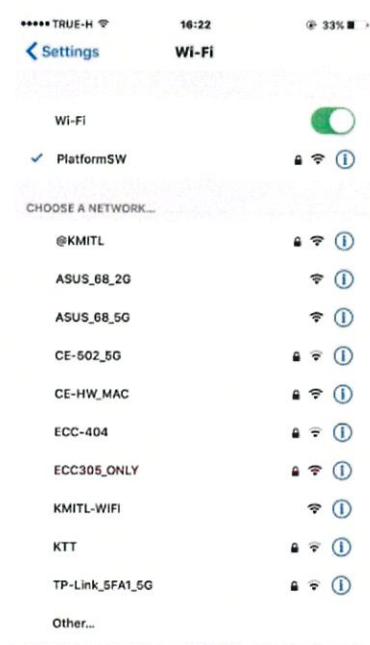 TRUE-H 16:22 33%
Settings Wi-Fi
Wi-Fi
PlatformSW
CHOOSE A NETWORK...
@KMITL
ASUS_68_2G
ASUS_68_5G
CE-502_5G
CE-HW_MAC
ECC-404
ECC305_ONLY
KMITL-WIFI
KTT
TP-Link_5FA1_5G
Other...